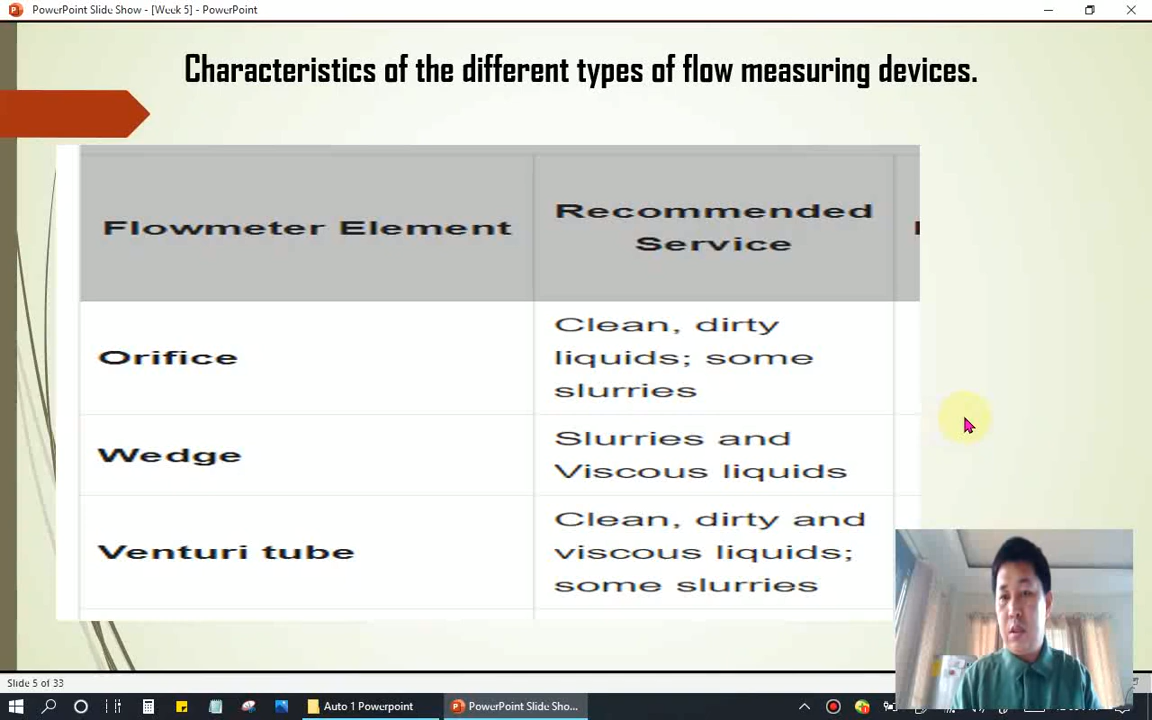 PowerPoint Slide Show - [Week 5] - PowerPoint
Characteristics of the different types of flow measuring devices.
Flowmeter Element
Recommended
Service
Orifice
Clean, dirty
liquids; some
slurries
Wedge
Slurries and
Viscous liquids
Venturi tube
Clean, dirty and
viscous liquids;
some slurries
Slide 5 of 33
Auto 1 Powerpoint
PowerPoint Slide Sho...